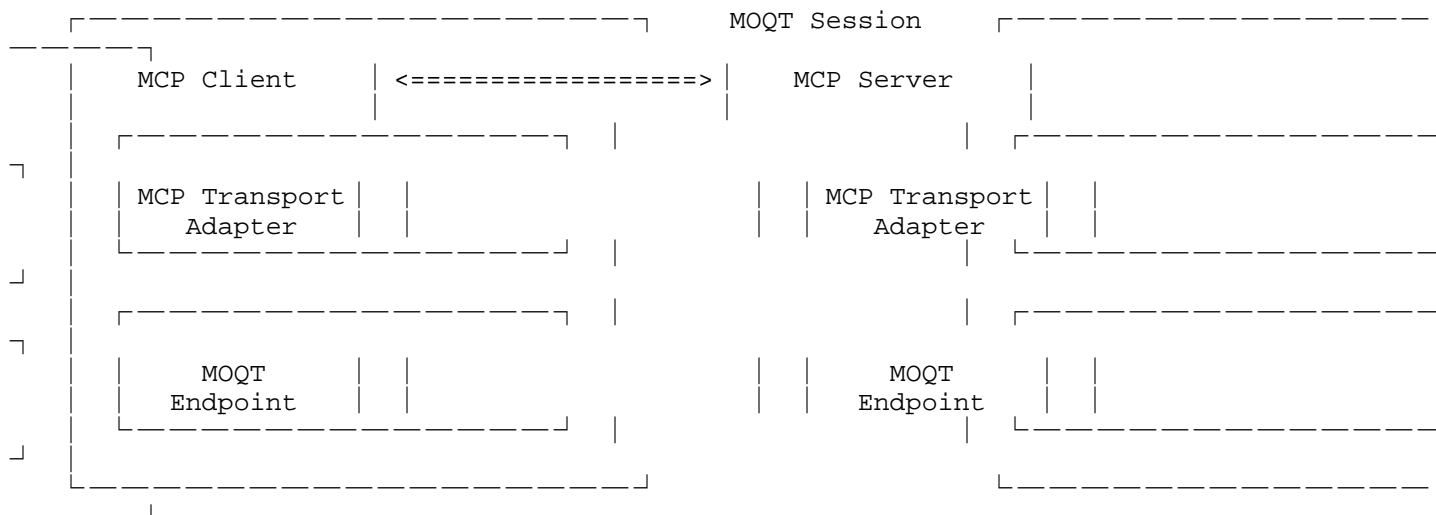 MOQT Session
MCP Client <==================> MCP Server
MCP Transport MCP Transport
Adapter Adapter
MOQT MOQT
Endpoint Endpoint